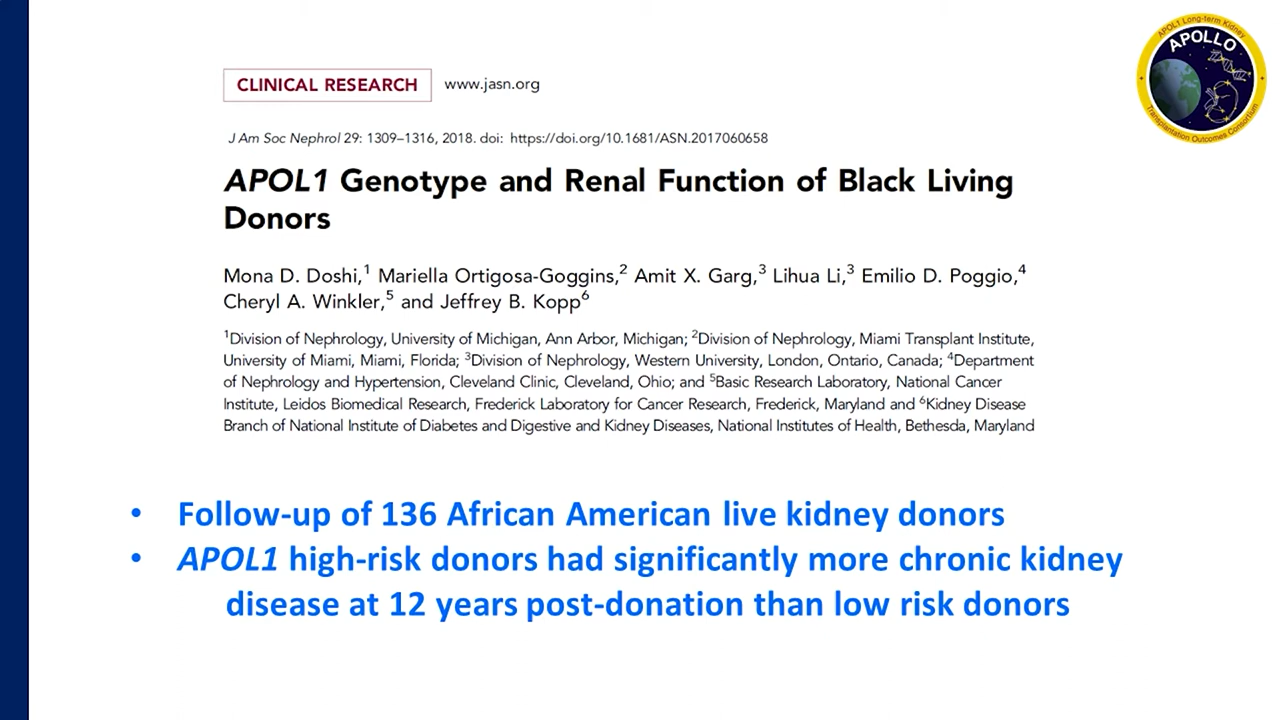 APOL1 Long-term Kidney
APOLLO
Transplantation Outcomes Consortium
CLINICAL RESEARCH www.jasn.org
J Am Soc Nephrol 29: 1309–1316, 2018. doi: https://doi.org/10.1681/ASN.2017060658
APOL1 Genotype and Renal Function of Black Living
Donors
Mona D. Doshi,1 Mariella Ortigosa-Goggins,2 Amit X. Garg,3 Lihua Li,3 Emilio D. Poggio,4
Cheryl A. Winkler,5 and Jeffrey B. Kopp6
1Division of Nephrology, University of Michigan, Ann Arbor, Michigan; 2Division of Nephrology, Miami Transplant Institute,
University of Miami, Miami, Florida; 3Division of Nephrology, Western University, London, Ontario, Canada; 4Department
of Nephrology and Hypertension, Cleveland Clinic, Cleveland, Ohio; and 5Basic Research Laboratory, National Cancer
Institute, Leidos Biomedical Research, Frederick Laboratory for Cancer Research, Frederick, Maryland and 6Kidney Disease
Branch of National Institute of Diabetes and Digestive and Kidney Diseases, National Institutes of Health, Bethesda, Maryland
• Follow-up of 136 African American live kidney donors
• APOL1 high-risk donors had significantly more chronic kidney
disease at 12 years post-donation than low risk donors